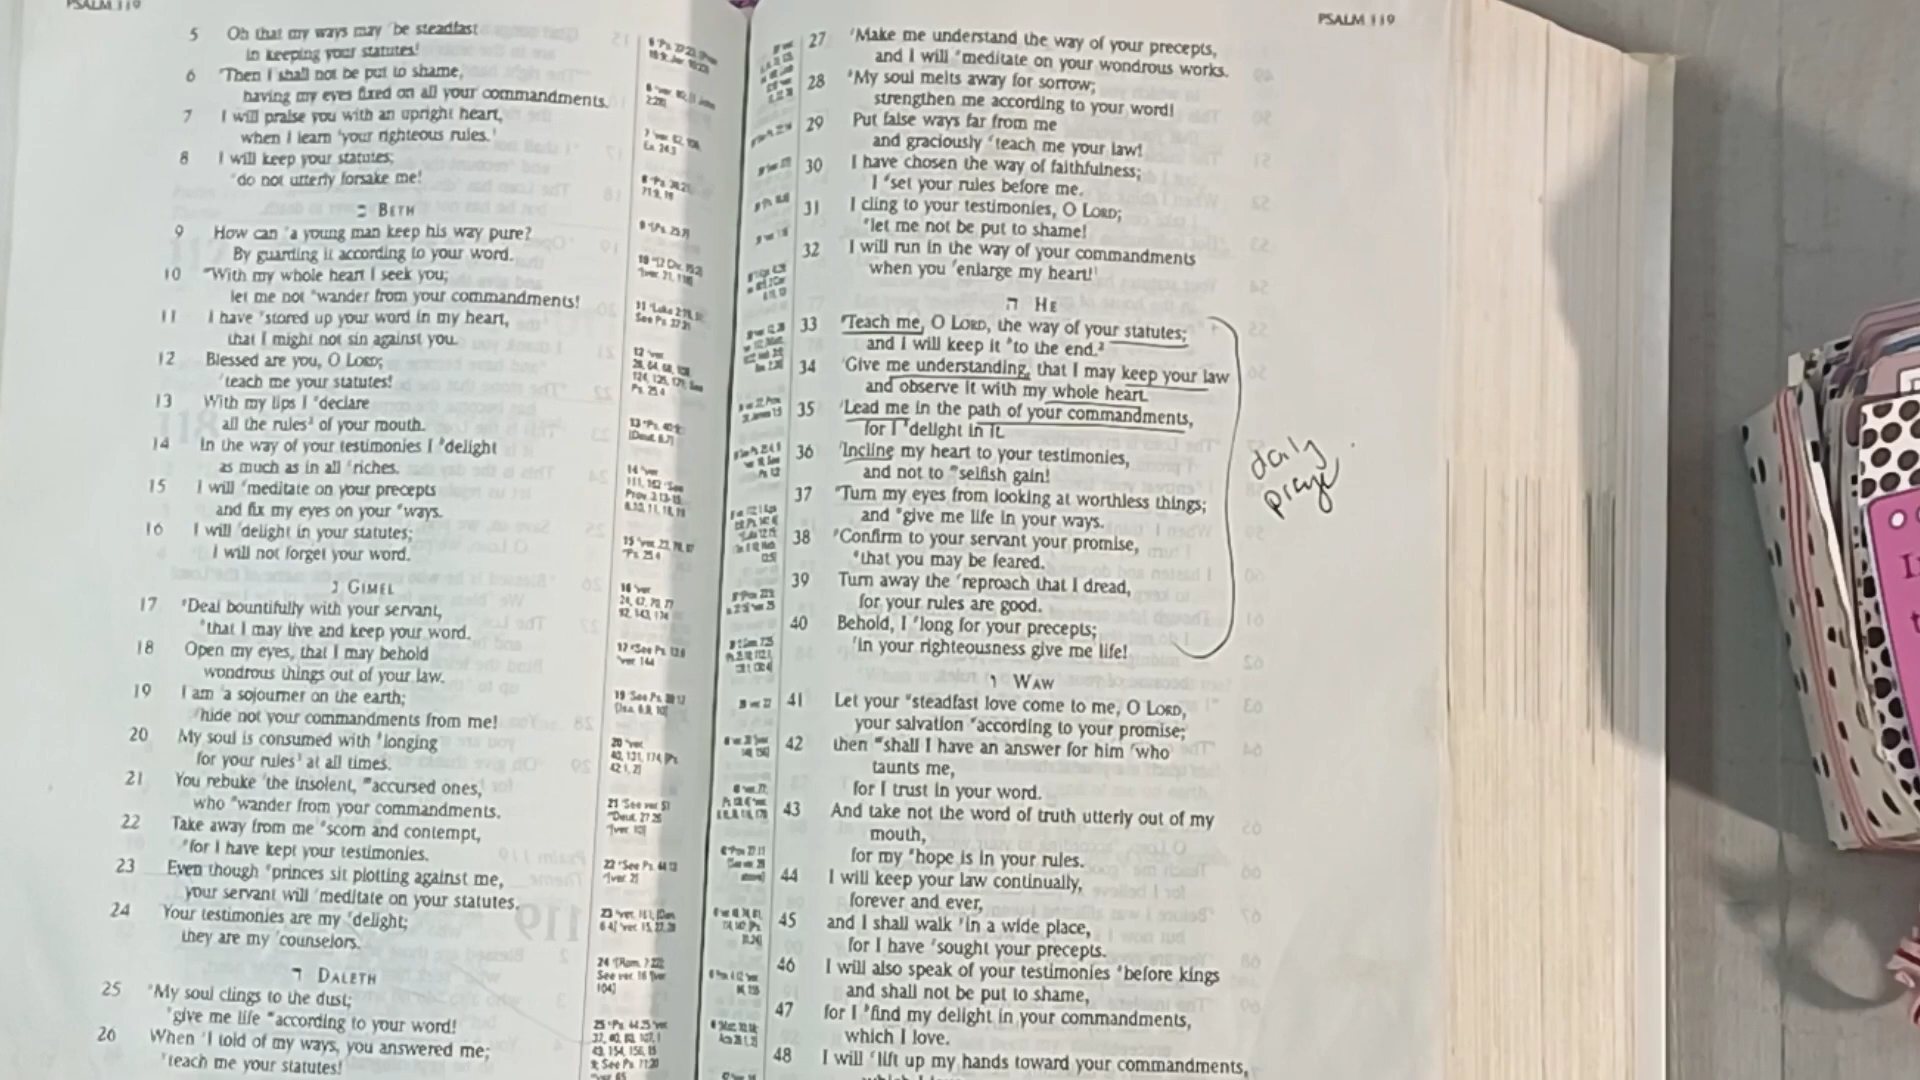 PSALM 119
5 Oh that my ways may be steadfast
in keeping your statutes!
6 Then I shall not be put to shame,
having my eyes fixed on all your commandments.
7 I will praise you with an upright heart,
when I learn your righteous rules.
8 I will keep your statutes;
do not utterly forsake me!
ב BETH
9 How can a young man keep his way pure?
By guarding it according to your word.
10 With my whole heart I seek you;
let me not wander from your commandments!
11 I have stored up your word in my heart,
that I might not sin against you.
12 Blessed are you, O LORD;
teach me your statutes!
13 With my lips I declare
all the rules of your mouth.
14 In the way of your testimonies I delight
as much as in all riches.
15 I will meditate on your precepts
and fix my eyes on your ways.
16 I will delight in your statutes;
I will not forget your word.
ג GIMEL
17 Deal bountifully with your servant,
that I may live and keep your word.
18 Open my eyes, that I may behold
wondrous things out of your law.
19 I am a sojourner on the earth;
hide not your commandments from me!
20 My soul is consumed with longing
for your rules at all times.
21 You rebuke the insolent, accursed ones,
who wander from your commandments.
22 Take away from me scorn and contempt,
for I have kept your testimonies.
23 Even though princes sit plotting against me,
your servant will meditate on your statutes.
24 Your testimonies are my delight;
they are my counselors.
ד DALETH
25 My soul clings to the dust;
give me life according to your word!
26 When I told of my ways, you answered me;
teach me your statutes!
PSALM 119
27 Make me understand the way of your precepts,
and I will meditate on your wondrous works.
28 My soul melts away for sorrow;
strengthen me according to your word!
29 Put false ways far from me
and graciously teach me your law!
30 I have chosen the way of faithfulness;
I set your rules before me.
31 I cling to your testimonies, O LORD;
let me not be put to shame!
32 I will run in the way of your commandments
when you enlarge my heart!
ה HE
33 Teach me, O LORD, the way of your statutes;
and I will keep it to the end.
34 Give me understanding, that I may keep your law
and observe it with my whole heart.
35 Lead me in the path of your commandments,
for I delight in it.
36 Incline my heart to your testimonies,
and not to selfish gain!
37 Turn my eyes from looking at worthless things;
and give me life in your ways.
38 Confirm to your servant your promise,
that you may be feared.
39 Turn away the reproach that I dread,
for your rules are good.
40 Behold, I long for your precepts;
in your righteousness give me life!
daily
prayer
ו WAW
41 Let your steadfast love come to me, O LORD,
your salvation according to your promise;
42 then shall I have an answer for him who
taunts me,
for I trust in your word.
43 And take not the word of truth utterly out of my
mouth,
for my hope is in your rules.
44 I will keep your law continually,
forever and ever,
45 and I shall walk in a wide place,
for I have sought your precepts.
46 I will also speak of your testimonies before kings
and shall not be put to shame,
47 for I find my delight in your commandments,
which I love.
48 I will lift up my hands toward your commandments,